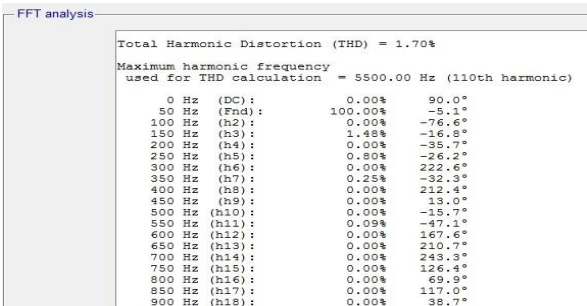 FFT analysis
Total Harmonic Distortion (THD) = 1.70%
Maximum harmonic frequency
used for THD calculation = 5500.00 Hz (110th harmonic)
0 Hz (DC): 0.00% 90.0°
50 Hz (Fnd): 100.00% -5.1°
100 Hz (h2): 0.00% -76.6°
150 Hz (h3): 1.48% -16.8°
200 Hz (h4): 0.00% -35.7°
250 Hz (h5): 0.80% -26.2°
300 Hz (h6): 0.00% 222.6°
350 Hz (h7): 0.25% -32.3°
400 Hz (h8): 0.00% 212.4°
450 Hz (h9): 0.00% 13.0°
500 Hz (h10): 0.00% -15.7°
550 Hz (h11): 0.09% -47.1°
600 Hz (h12): 0.00% 167.6°
650 Hz (h13): 0.00% 210.7°
700 Hz (h14): 0.00% 243.3°
750 Hz (h15): 0.00% 126.4°
800 Hz (h16): 0.00% 69.9°
850 Hz (h17): 0.00% 117.0°
900 Hz (h18): 0.00% 38.7°